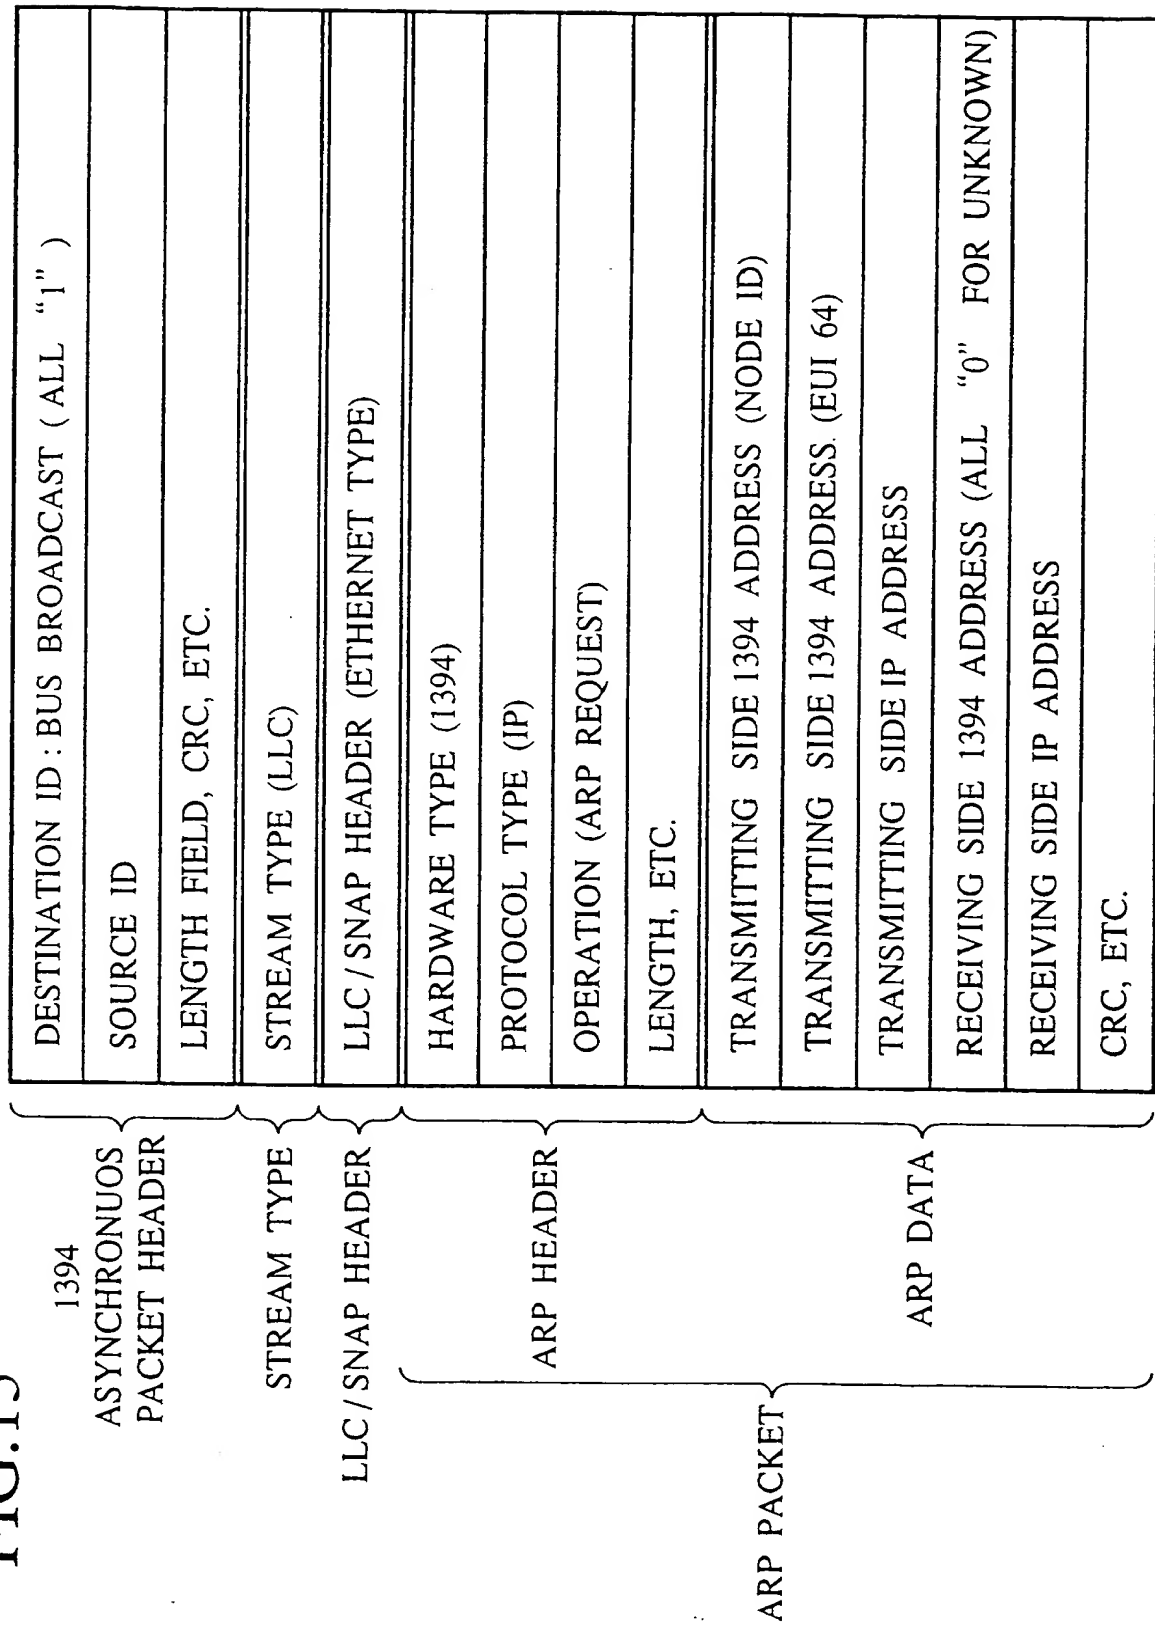 FIG.15
1394
ASYNCHRONUOS
PACKET HEADER
DESTINATION ID : BUS BROADCAST ( ALL "1" )
SOURCE ID
LENGTH FIELD, CRC, ETC.
STREAM TYPE
STREAM TYPE (LLC)
LLC / SNAP HEADER
LLC / SNAP HEADER (ETHERNET TYPE)
ARP PACKET
ARP HEADER
HARDWARE TYPE (1394)
PROTOCOL TYPE (IP)
OPERATION (ARP REQUEST)
LENGTH, ETC.
ARP DATA
TRANSMITTING SIDE 1394 ADDRESS (NODE ID)
TRANSMITTING SIDE 1394 ADDRESS. (EUI 64)
TRANSMITTING SIDE IP ADDRESS
RECEIVING SIDE 1394 ADDRESS (ALL "0" FOR UNKNOWN)
RECEIVING SIDE IP ADDRESS
CRC, ETC.